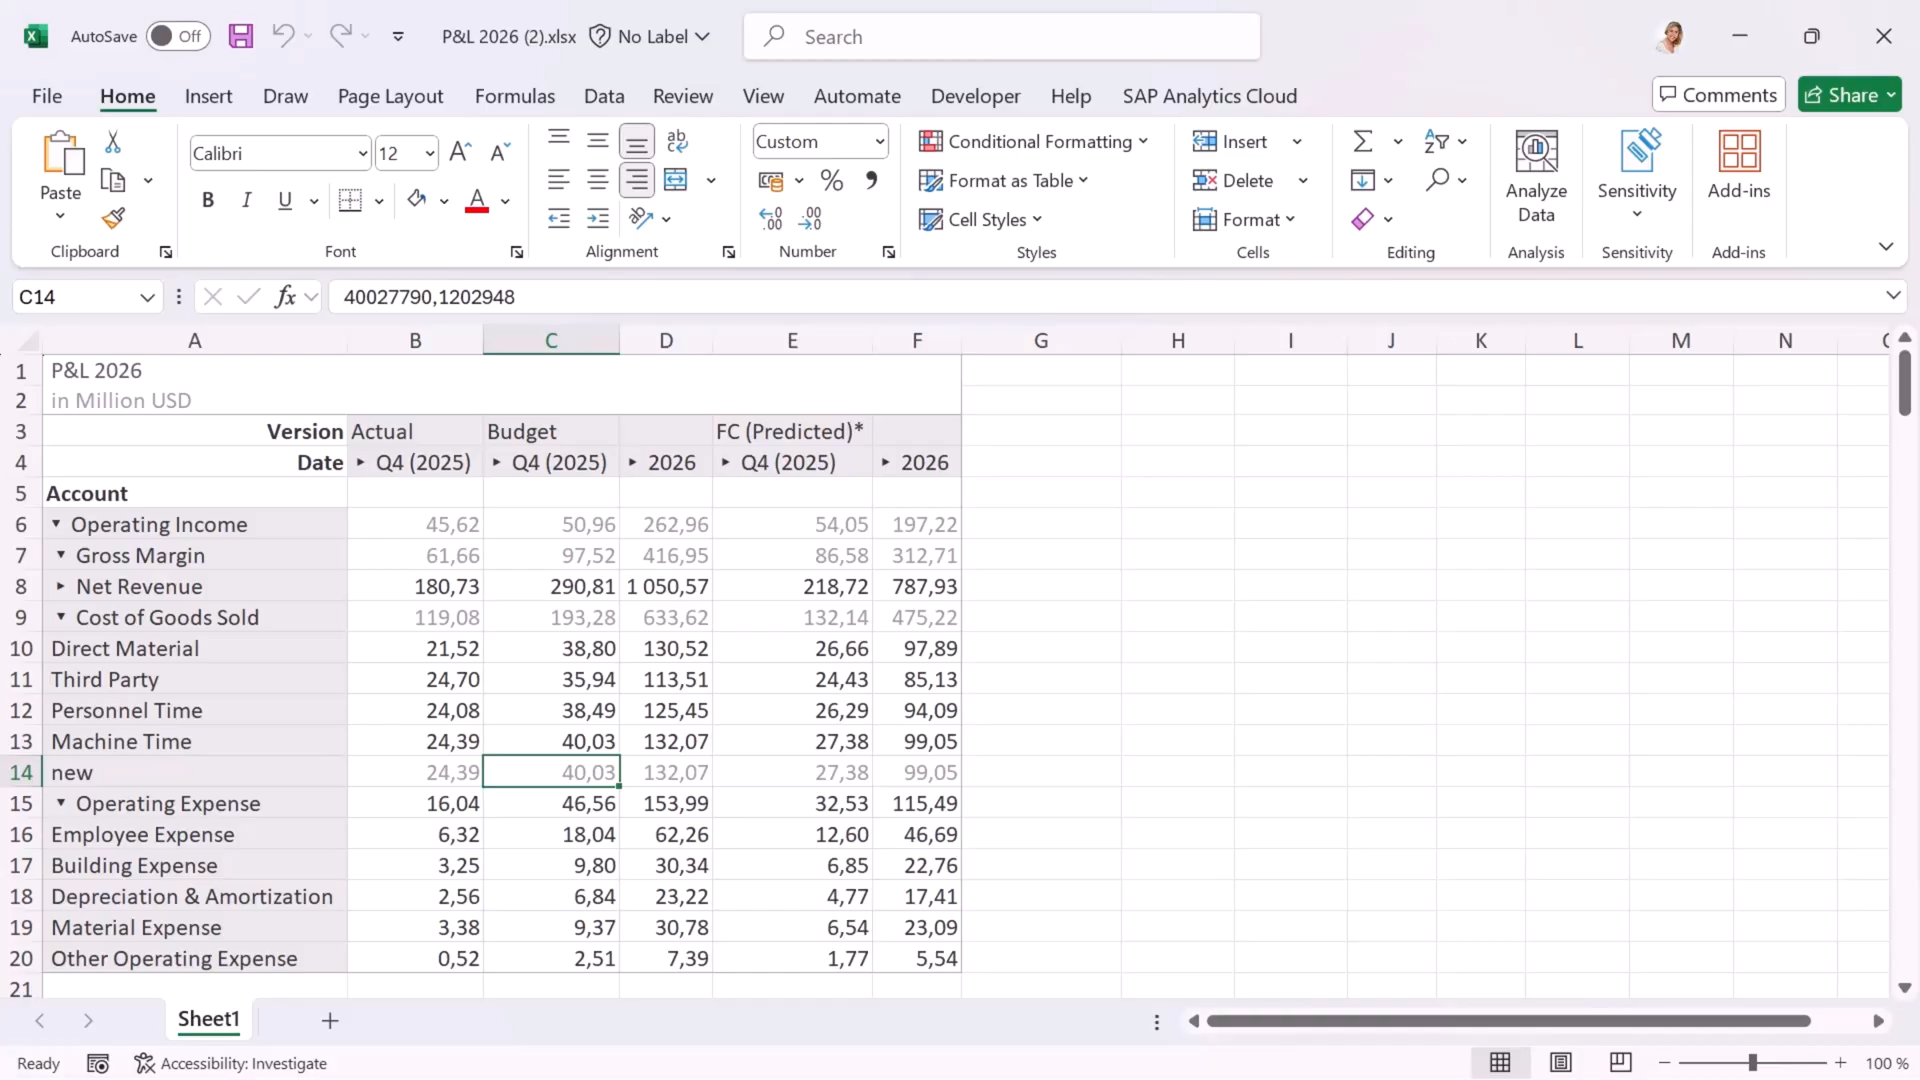 AutoSave Off P&L 2026 (2).xlsx No Label Search
File Home Insert Draw Page Layout Formulas Data Review View Automate Developer Help SAP Analytics Cloud Comments Share
Paste
Clipboard
Calibri 12
B I U A
Font
ab
Alignment
Custom
% 
Number
Conditional Formatting
Format as Table
Cell Styles
Styles
Insert
Delete
Format
Cells
Editing
Analyze Data
Analysis
Sensitivity
Sensitivity
Add-ins
Add-ins
C14 fx 40027790,1202948
A B C D E F G H I J K L M N
1 P&L 2026
2 in Million USD
3 Version Actual Budget FC (Predicted)*
4 Date Q4 (2025) Q4 (2025) 2026 Q4 (2025) 2026
5 Account
6 Operating Income 45,62 50,96 262,96 54,05 197,22
7 Gross Margin 61,66 97,52 416,95 86,58 312,71
8 Net Revenue 180,73 290,81 1 050,57 218,72 787,93
9 Cost of Goods Sold 119,08 193,28 633,62 132,14 475,22
10 Direct Material 21,52 38,80 130,52 26,66 97,89
11 Third Party 24,70 35,94 113,51 24,43 85,13
12 Personnel Time 24,08 38,49 125,45 26,29 94,09
13 Machine Time 24,39 40,03 132,07 27,38 99,05
14 new 24,39 40,03 132,07 27,38 99,05
15 Operating Expense 16,04 46,56 153,99 32,53 115,49
16 Employee Expense 6,32 18,04 62,26 12,60 46,69
17 Building Expense 3,25 9,80 30,34 6,85 22,76
18 Depreciation & Amortization 2,56 6,84 23,22 4,77 17,41
19 Material Expense 3,38 9,37 30,78 6,54 23,09
20 Other Operating Expense 0,52 2,51 7,39 1,77 5,54
21
Sheet1
Ready Accessibility: Investigate 100 %